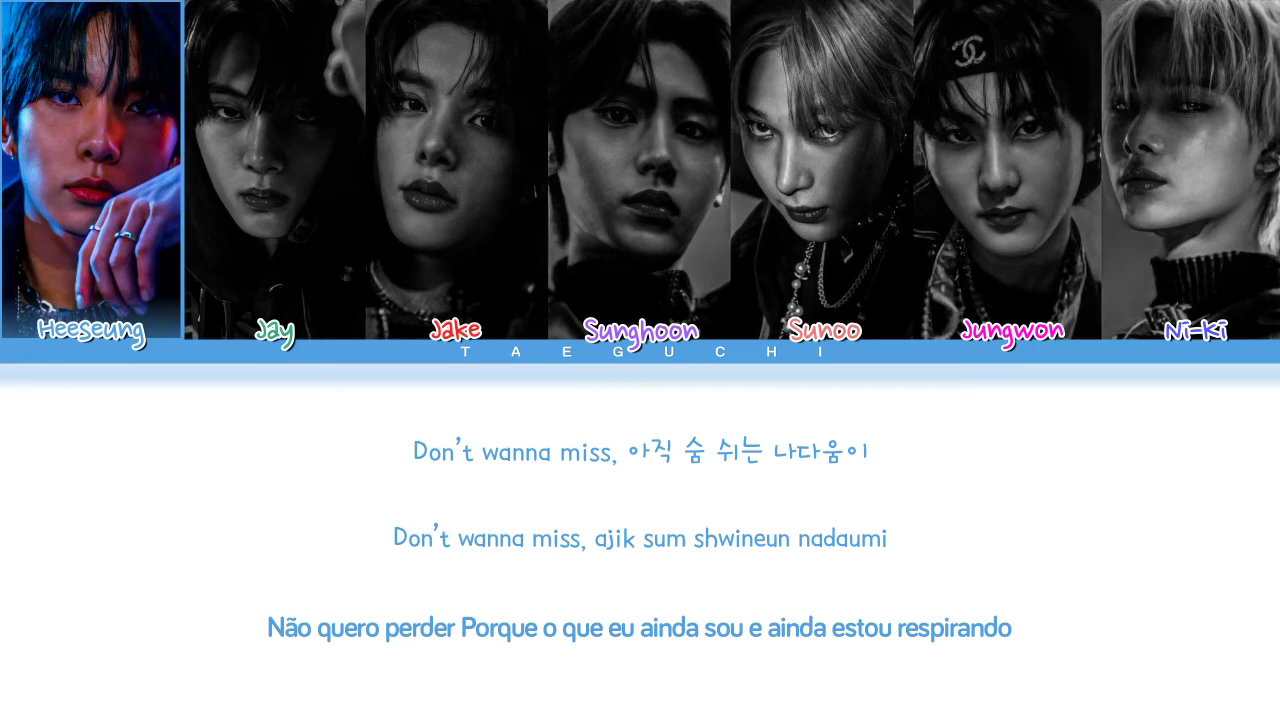 Heeseung Jay Jake Sunghoon Sunoo Jungwon Ni-Ki
TAEGUCHI
Don't wanna miss, 아직 숨 쉬는 나다움이
Don't wanna miss, ajik sum shwineun nadaumi
Não quero perder Porque o que eu ainda sou e ainda estou respirando